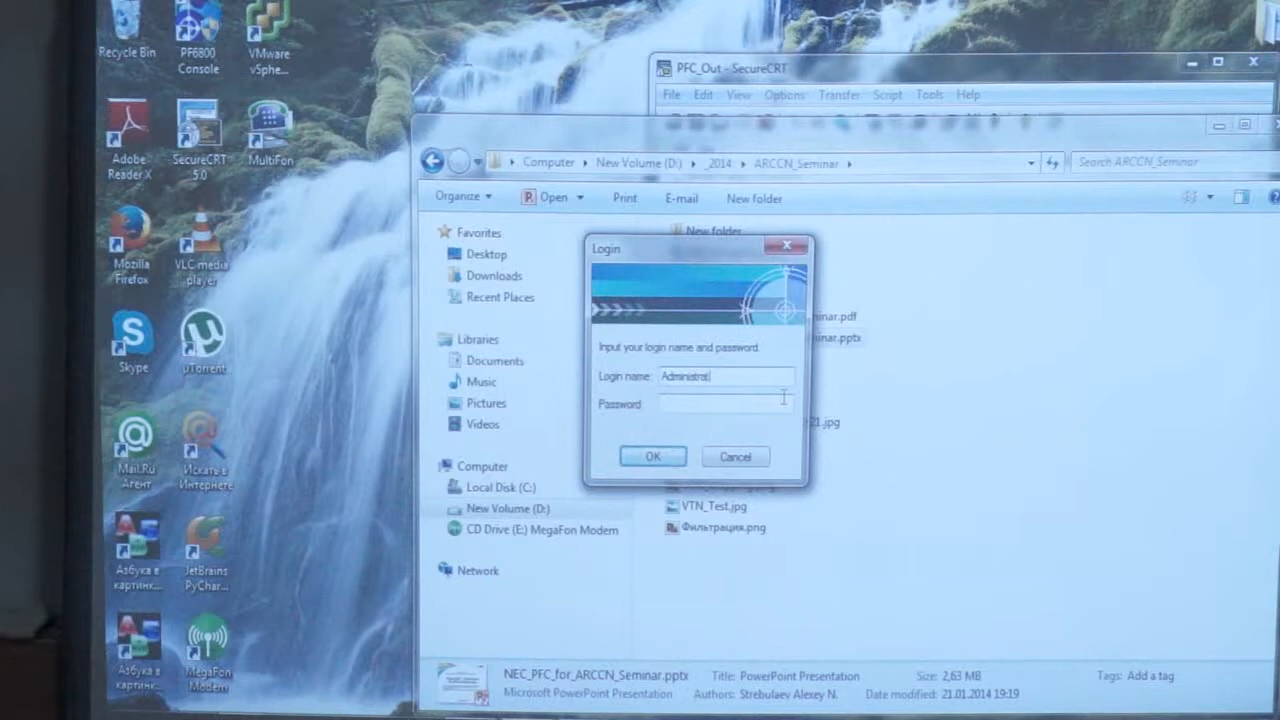 Recycle Bin
PF6800 Console
VMware vSphe...
Adobe Reader X
SecureCRT 5.0
MultiFon
Mozilla Firefox
VLC media player
Skype
µTorrent
Mail.Ru Агент
Искать в Интернете
Азбука в картинк...
JetBrains PyChar...
Азбука в картинк...
MegaFon Modem
PFC_Out - SecureCRT
File Edit View Options Transfer Script Tools Help
Computer New Volume (D:) _2014 ARCCN_Seminar
Search ARCCN_Seminar
Organize Open Print E-mail New folder
Favorites
Desktop
Downloads
Recent Places
Libraries
Documents
Music
Pictures
Videos
Computer
Local Disk (C:)
New Volume (D:)
CD Drive (E:) MegaFon Modem
Network
New folder
inar.pdf
inar.pptx
21.jpg
VTN_Test.jpg
Фильтрация.png
Login
Input your login name and password.
Login name: Administrat
Password
OK Cancel
NEC_PFC_for_ARCCN_Seminar.pptx Title: PowerPoint Presentation Size: 2,63 MB Tags: Add a tag
Microsoft PowerPoint Presentation Authors: Strebulaev Alexey N. Date modified: 21.01.2014 19:19